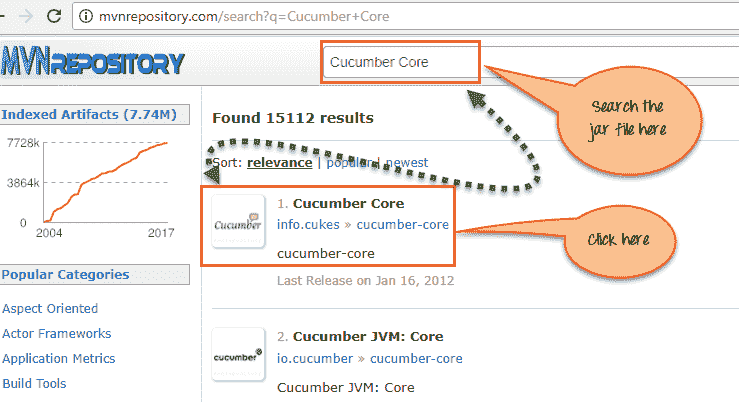 mvnrepository.com/search?q=Cucumber+Core
MVNREPOSITORY
Cucumber Core
Search the
jar file here
Indexed Artifacts (7.74M)
7728k
3864k
0
2004
2017
Popular Categories
Aspect Oriented
Actor Frameworks
Application Metrics
Build Tools
Found 15112 results
Sort: relevance | popular | newest
Cucumber
1. Cucumber Core
info.cukes » cucumber-core
cucumber-core
Last Release on Jan 16, 2012
Click here
cucumber
2. Cucumber JVM: Core
io.cucumber » cucumber-core
Cucumber JVM: Core